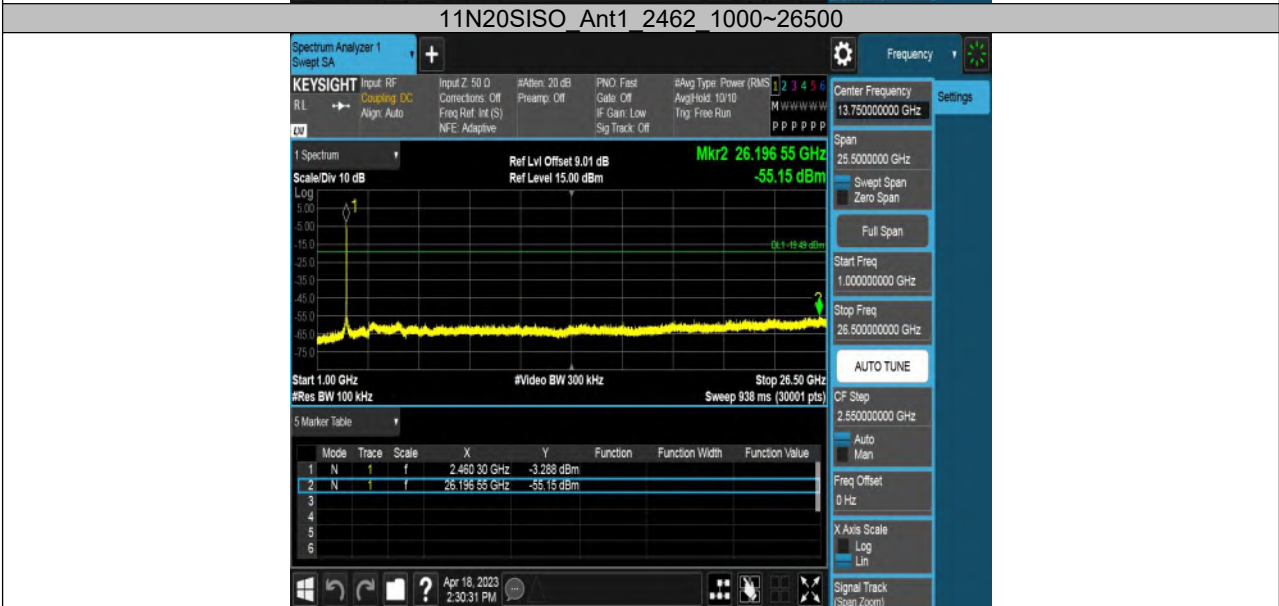 11N20SISO_Ant1_2462_1000~26500
Spectrum Analyzer 1
Swept SA
+
Frequency
KEYSIGHT
RL
LXI
Input: RF
Coupling: DC
Align: Auto
Input Z: 50 Ω
Corrections: Off
Freq Ref: Int (S)
NFE: Adaptive
#Atten: 20 dB
Preamp: Off
PNO: Fast
Gate: Off
IF Gain: Low
Sig Track: Off
#Avg Type: Power (RMS
Avg|Hold: 10/10
Trig: Free Run
1 2 3 4 5 6
M W W W W W
P P P P P P
Center Frequency
13.750000000 GHz
Settings
1 Spectrum
Scale/Div 10 dB
Ref Lvl Offset 9.01 dB
Ref Level 15.00 dBm
Mkr2 26.196 55 GHz
-55.15 dBm
Span
25.5000000 GHz
Swept Span
Zero Span
Full Span
Log
5.00
-5.00
-15.0
-25.0
-35.0
-45.0
-55.0
-65.0
-75.0
1
DL1 -19.49 dBm
2
Start Freq
1.000000000 GHz
Stop Freq
26.500000000 GHz
AUTO TUNE
Start 1.00 GHz
#Res BW 100 kHz
#Video BW 300 kHz
Stop 26.50 GHz
Sweep 938 ms (30001 pts)
CF Step
2.550000000 GHz
Auto
Man
5 Marker Table
Mode Trace Scale X Y Function Function Width Function Value
1 N 1 f 2.460 30 GHz -3.288 dBm
2 N 1 f 26.196 55 GHz -55.15 dBm
3
4
5
6
Freq Offset
0 Hz
X Axis Scale
Log
Lin
Signal Track
(Span Zoom)
?
Apr 18, 2023
2:30:31 PM